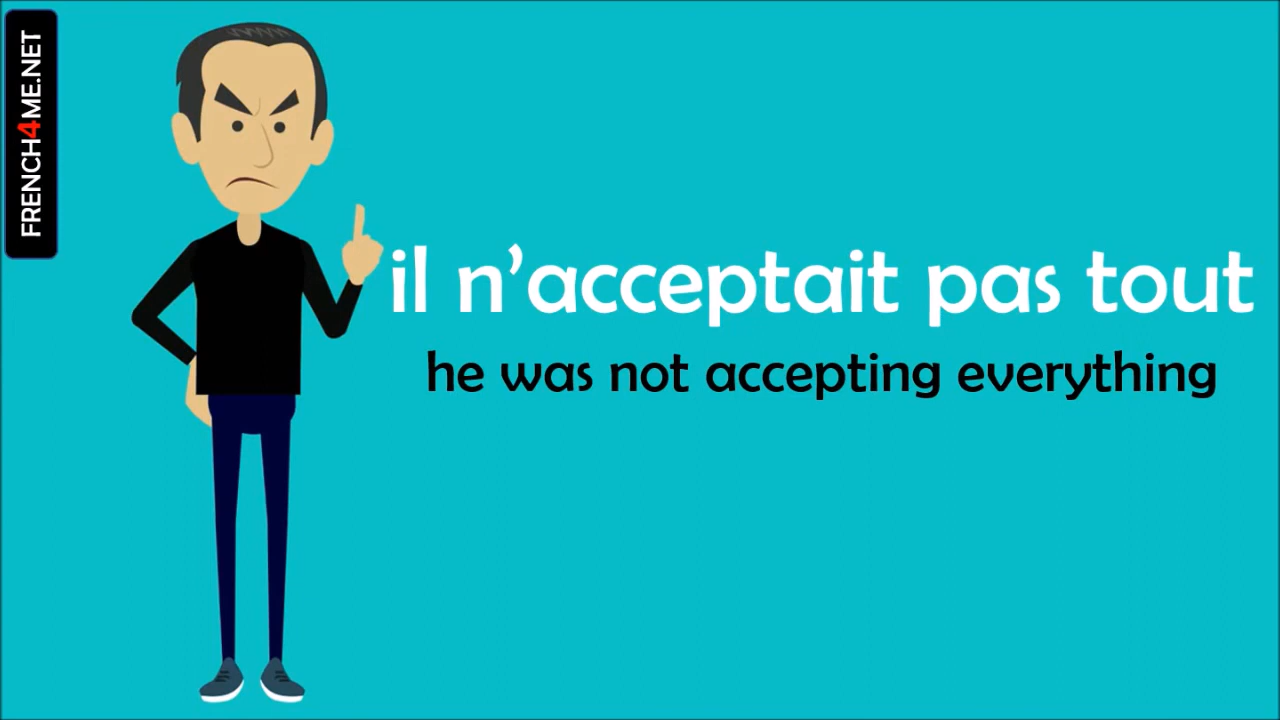 FRENCH4ME.NET
il n’acceptait pas tout
he was not accepting everything